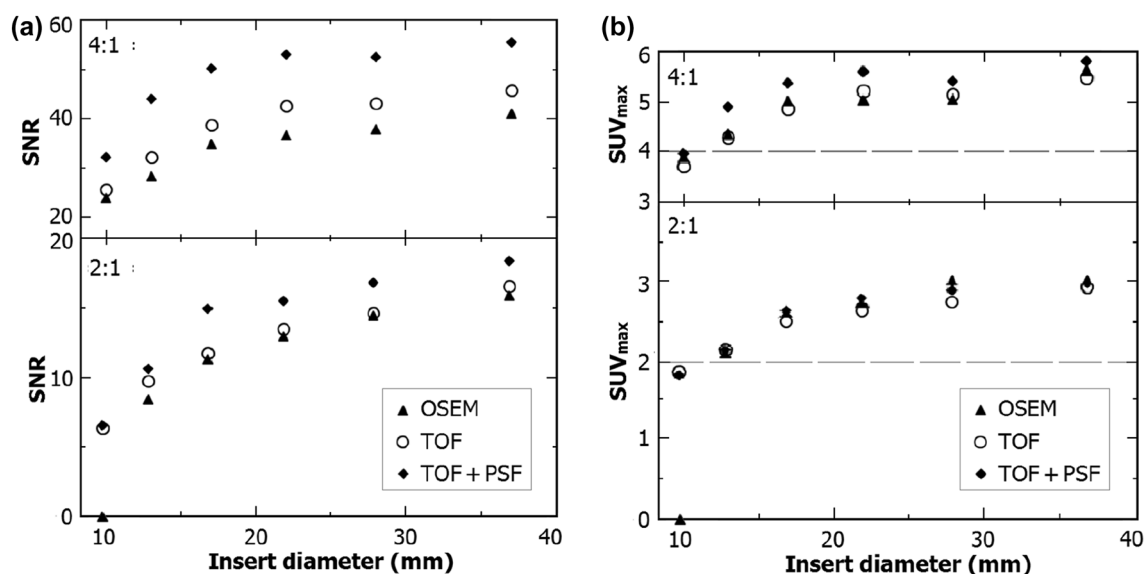 (a)
60
4:1 :
40
SNR
20
20
2:1 :
10
SNR
OSEM
TOF
TOF + PSF
0
10 20 30 40
Insert diameter (mm)
(b)
6
4:1
5
SUVmax
4
3
2:1
3
SUVmax
2
OSEM
1
TOF
TOF + PSF
0
10 20 30 40
Insert diameter (mm)